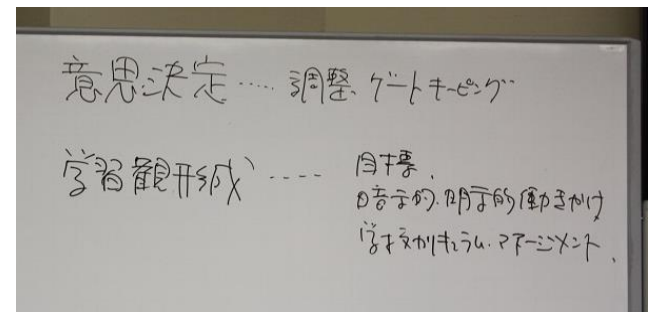 意思決定‥‥調整、ゲートキーピング
学習観形成‥‥目標、
暗示的、明示的働きかけ
学校カリキュラム・マネージメント、